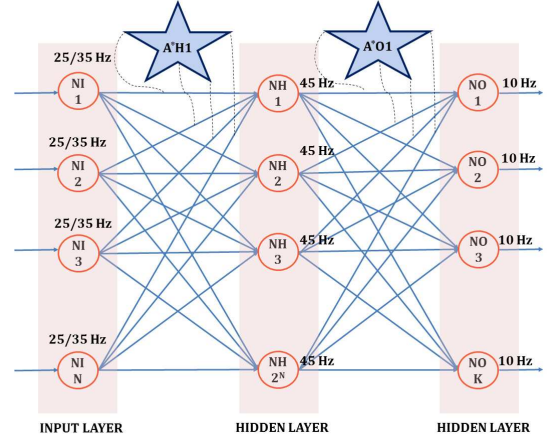 A*H1
A*O1
25/35 Hz
45 Hz
10 Hz
NI
1
NH
1
NO
1
25/35 Hz
45 Hz
10 Hz
NI
2
NH
2
NO
2
25/35 Hz
45 Hz
10 Hz
NI
3
NH
3
NO
3
25/35 Hz
45 Hz
10 Hz
NI
N
NH
2ᴺ
NO
K
INPUT LAYER
HIDDEN LAYER
HIDDEN LAYER